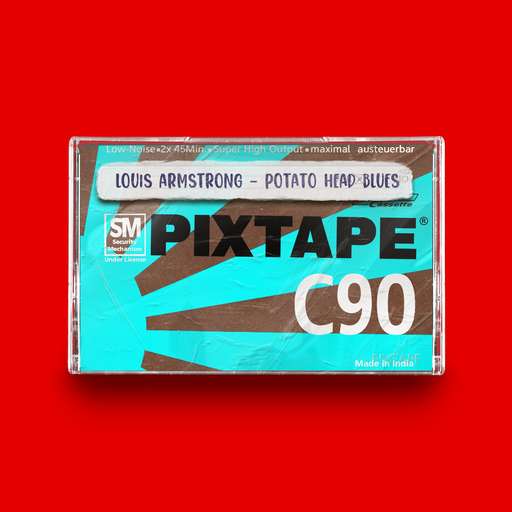 Low-Noise•2x 45Min•Super High Output•maximal austeuerbar
LOUIS ARMSTRONG – POTATO HEAD BLUES
Cassette
SM
Security
Mechanism
Under License
PIXTAPE®
C90
Made in India